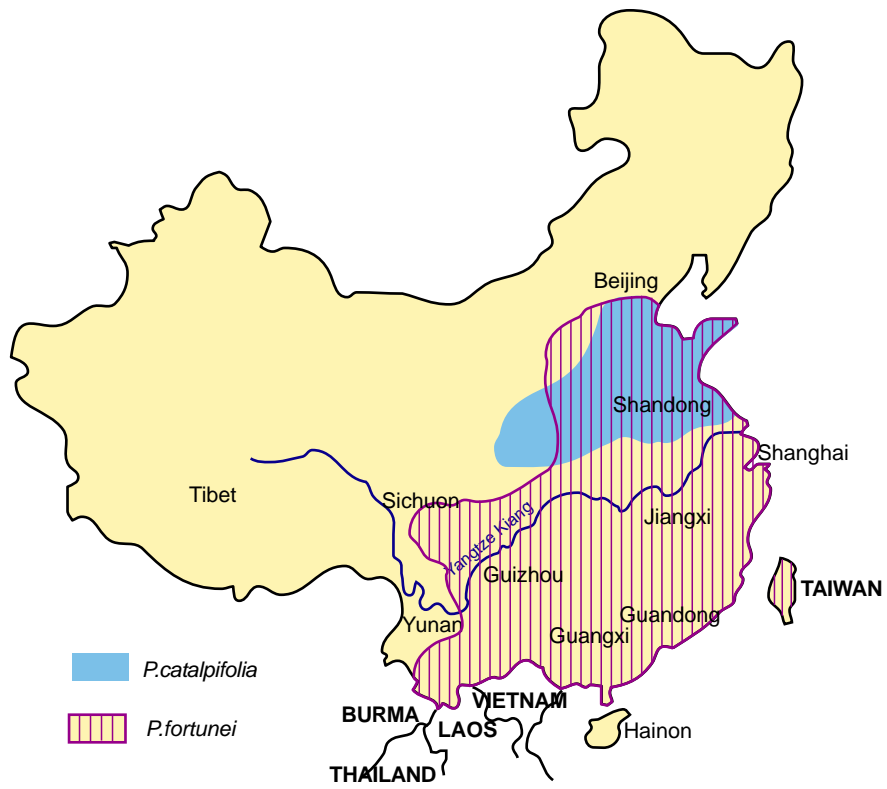 Beijing
Shandong
Shanghai
Tibet
Sichuon
Jiangxi
Yangtze Kiang
Guizhou
TAIWAN
Guandong
Yunan
Guangxi
P.catalpifolia
VIETNAM
BURMA
LAOS
P.fortunei
Hainon
THAILAND